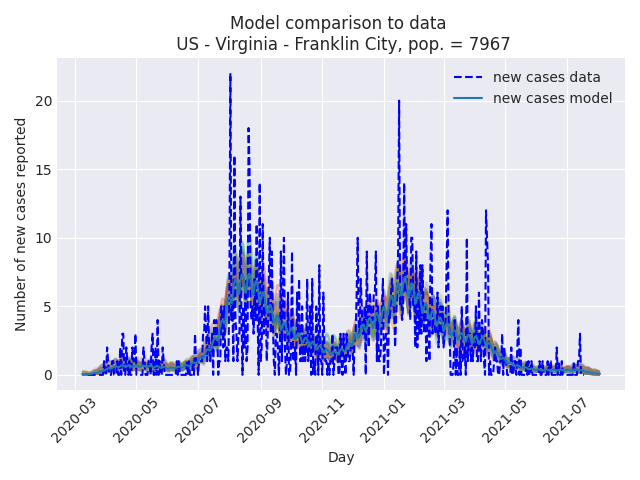 Model comparison to data
US - Virginia - Franklin City, pop. = 7967
new cases data
new cases model
Number of new cases reported
20
15
10
5
0
2020-03
2020-05
2020-07
2020-09
2020-11
2021-01
2021-03
2021-05
2021-07
Day